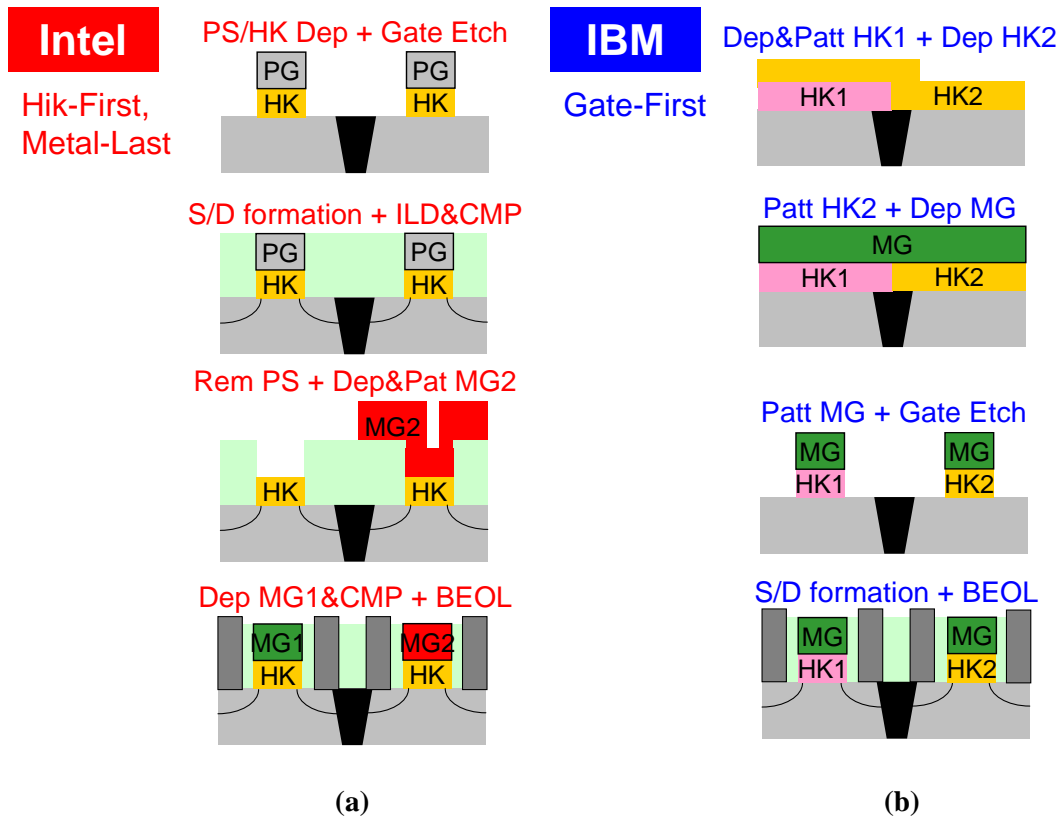 Intel
Hik-First,
Metal-Last
PS/HK Dep + Gate Etch
PG
PG
HK
HK
S/D formation + ILD&CMP
PG
PG
HK
HK
Rem PS + Dep&Pat MG2
MG2
HK
HK
Dep MG1&CMP + BEOL
MG1
MG2
HK
HK
(a)
IBM
Gate-First
Dep&Patt HK1 + Dep HK2
HK1
HK2
Patt HK2 + Dep MG
MG
HK1
HK2
Patt MG + Gate Etch
MG
MG
HK1
HK2
S/D formation + BEOL
MG
MG
HK1
HK2
(b)